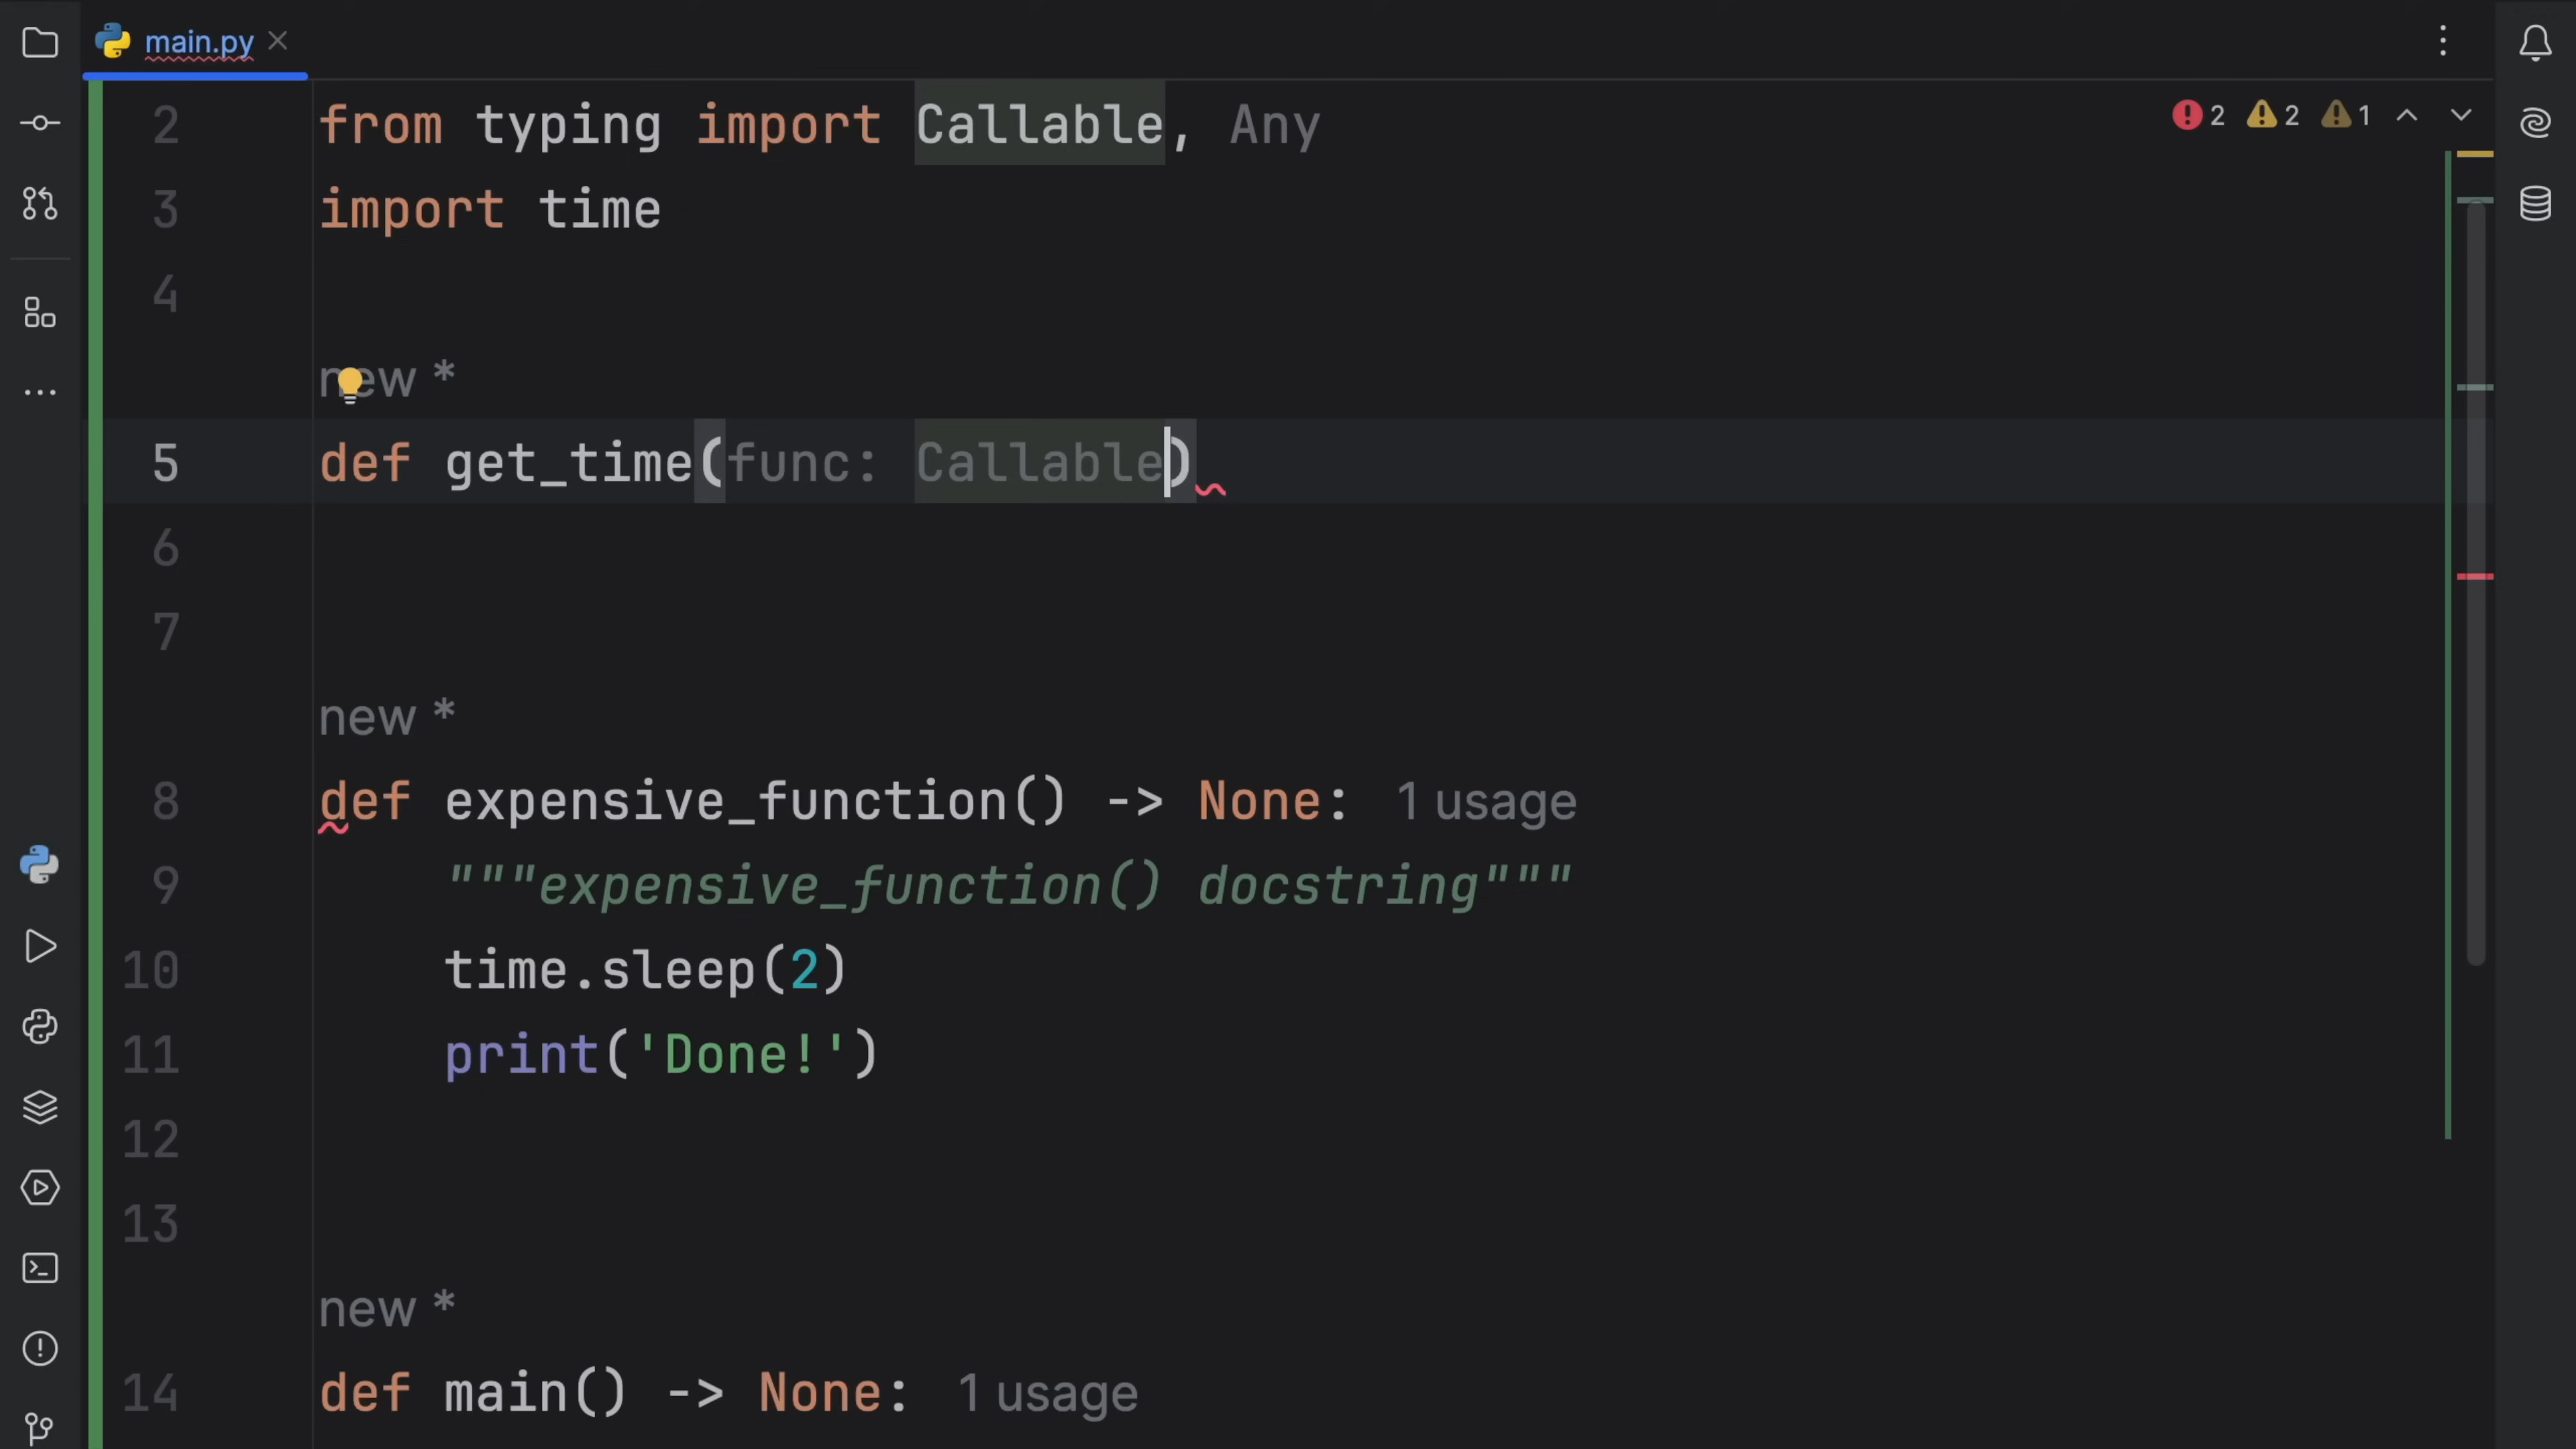 main.py
2 from typing import Callable, Any
2 2 1
3 import time
4
new *
5 def get_time(func: Callable)
6
7
new *
8 def expensive_function() -> None: 1 usage
9 """expensive_function() docstring"""
10 time.sleep(2)
11 print('Done!')
12
13
new *
14 def main() -> None: 1 usage